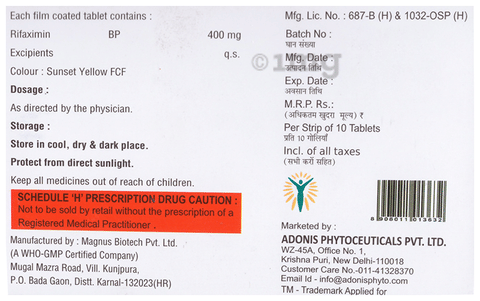 Each film coated tablet contains :
Rifaximin BP 400 mg
Excipients q.s.
Colour : Sunset Yellow FCF
Dosage :
As directed by the physician.
Storage :
Store in cool, dry & dark place.
Protect from direct sunlight.
Keep all medicines out of reach of children.
SCHEDULE 'H' PRESCRIPTION DRUG CAUTION :
Not to be sold by retail without the prescription of a
Registered Medical Practitioner .
Manufactured by : Magnus Biotech Pvt. Ltd.
(A WHO-GMP Certified Company)
Mugal Mazra Road, Vill. Kunjpura,
P.O. Bada Gaon, Distt. Karnal-132023(HR)
Mfg. Lic. No. : 687-B (H) & 1032-OSP (H)
Batch No :
घान संख्या
Mfg. Date :
उत्पादन तिथि
Exp. Date :
अवसान तिथि
M.R.P. Rs.:
(अधिकतम खुदरा मूल्य) ₹
Per Strip of 10 Tablets
प्रति 10 गोलियाँ
Incl. of all taxes
(सभी करों सहित)
Marketed by :
ADONIS PHYTOCEUTICALS PVT. LTD.
WZ-45A, Office No. 1,
Krishna Puri, New Delhi-110018
Customer Care No.-011-41328370
E-Mail : info@adonisphyto.com
TM - Trademark Applied for